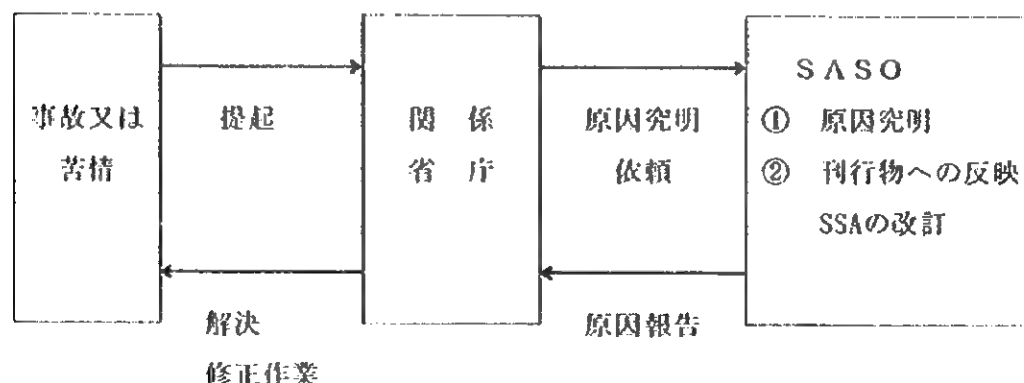 事故又は
苦情
提起
解決
修正作業
関係
省庁
原因究明
依頼
原因報告
SASO
① 原因究明
② 刊行物への反映
SSAの改訂